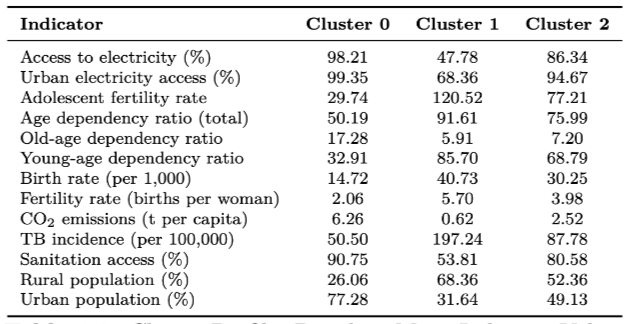 Indicator Cluster 0 Cluster 1 Cluster 2
Access to electricity (%) 98.21 47.78 86.34
Urban electricity access (%) 99.35 68.36 94.67
Adolescent fertility rate 29.74 120.52 77.21
Age dependency ratio (total) 50.19 91.61 75.99
Old-age dependency ratio 17.28 5.91 7.20
Young-age dependency ratio 32.91 85.70 68.79
Birth rate (per 1,000) 14.72 40.73 30.25
Fertility rate (births per woman) 2.06 5.70 3.98
CO₂ emissions (t per capita) 6.26 0.62 2.52
TB incidence (per 100,000) 50.50 197.24 87.78
Sanitation access (%) 90.75 53.81 80.58
Rural population (%) 26.06 68.36 52.36
Urban population (%) 77.28 31.64 49.13